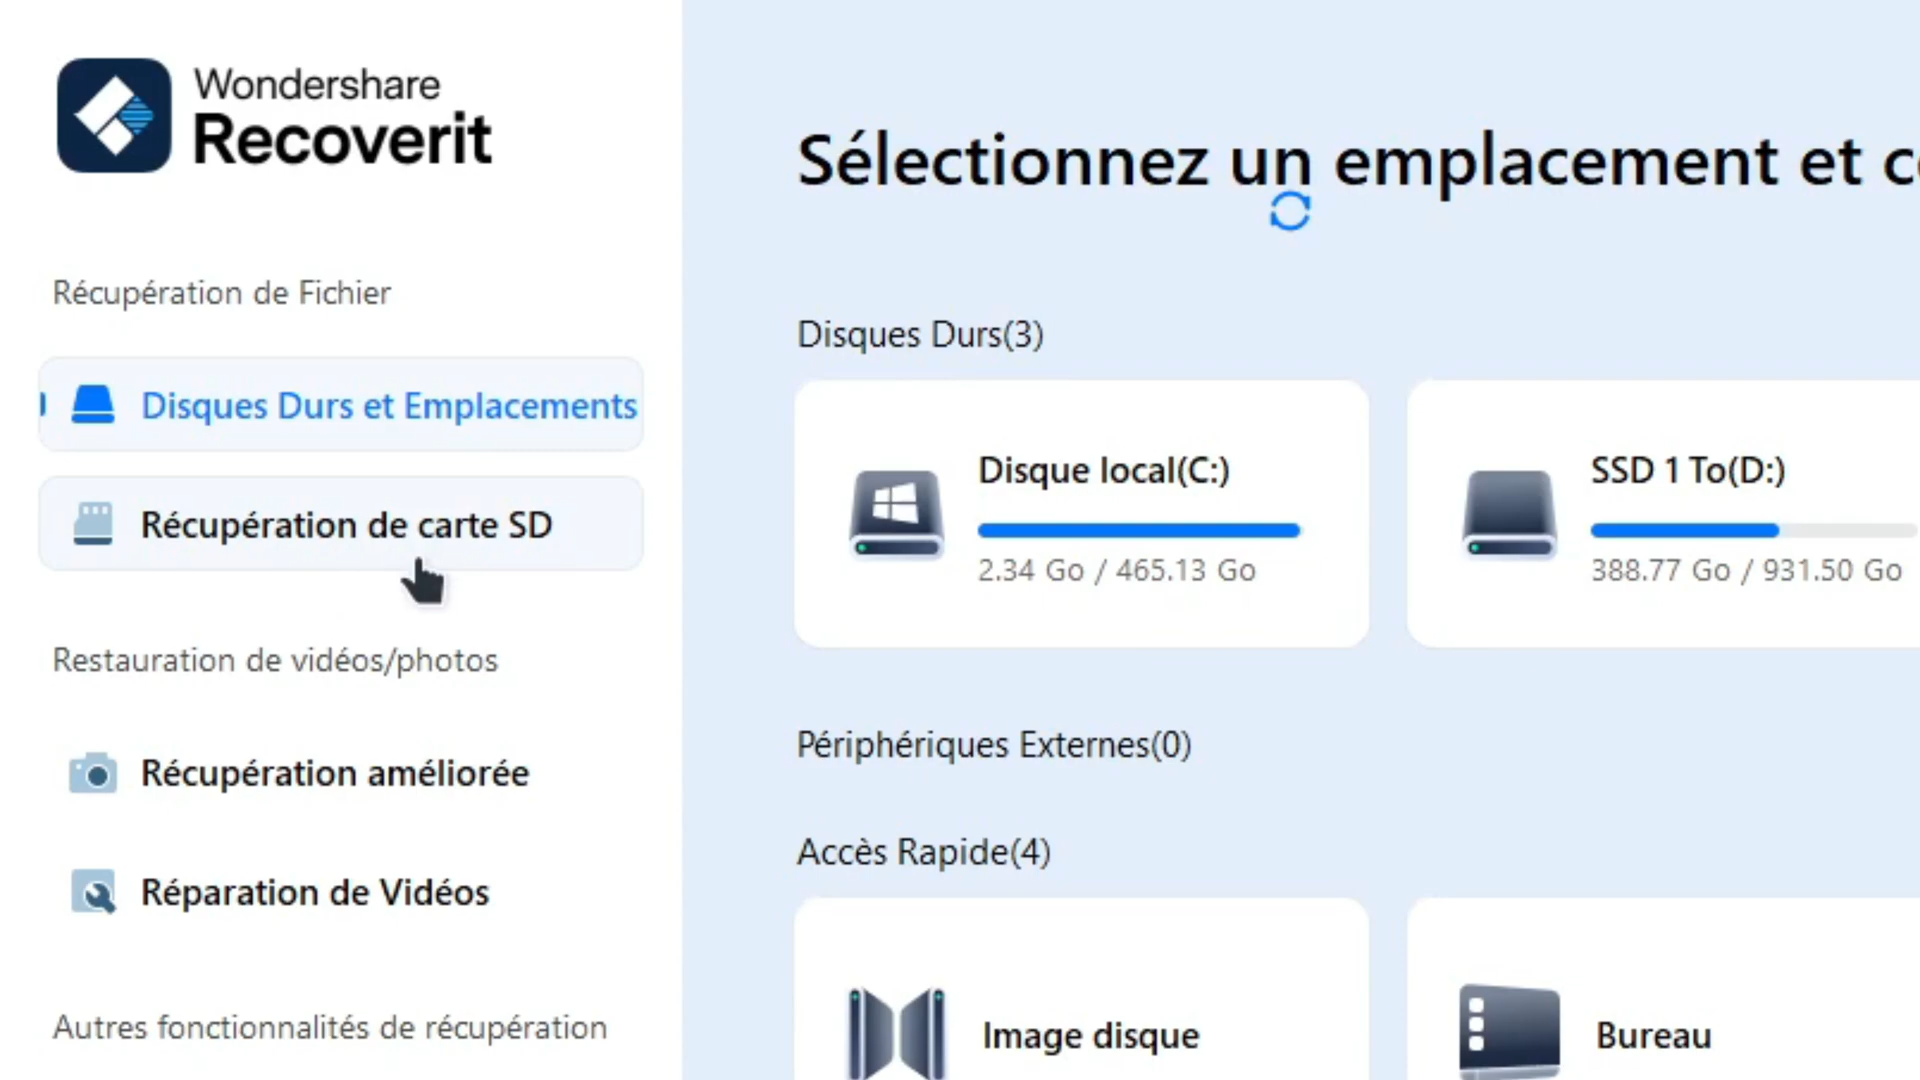 Wondershare
Recoverit
Récupération de Fichier
Disques Durs et Emplacements
Récupération de carte SD
Restauration de vidéos/photos
Récupération améliorée
Réparation de Vidéos
Autres fonctionnalités de récupération
Sélectionnez un emplacement et
Disques Durs(3)
Disque local(C:)
2.34 Go / 465.13 Go
SSD 1 To(D:)
388.77 Go / 931.50 Go
Périphériques Externes(0)
Accès Rapide(4)
Image disque
Bureau